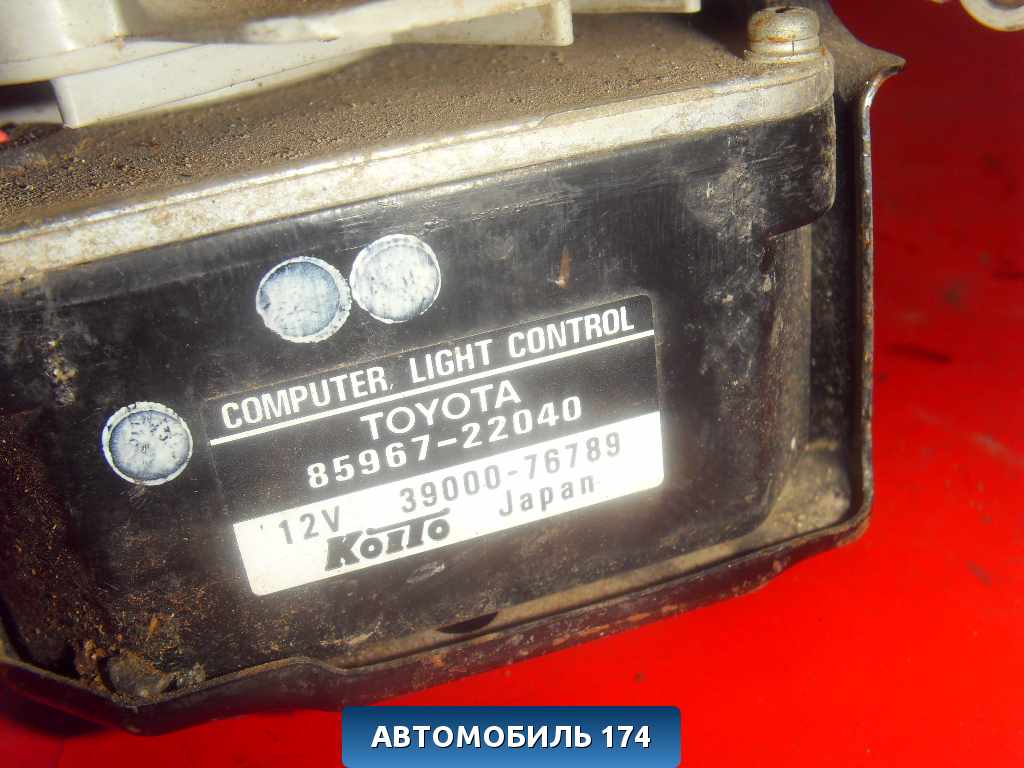 COMPUTER, LIGHT CONTROL
TOYOTA
85967-22040
12V 39000-76789
KOITO Japan
АВТОМОБИЛЬ 174